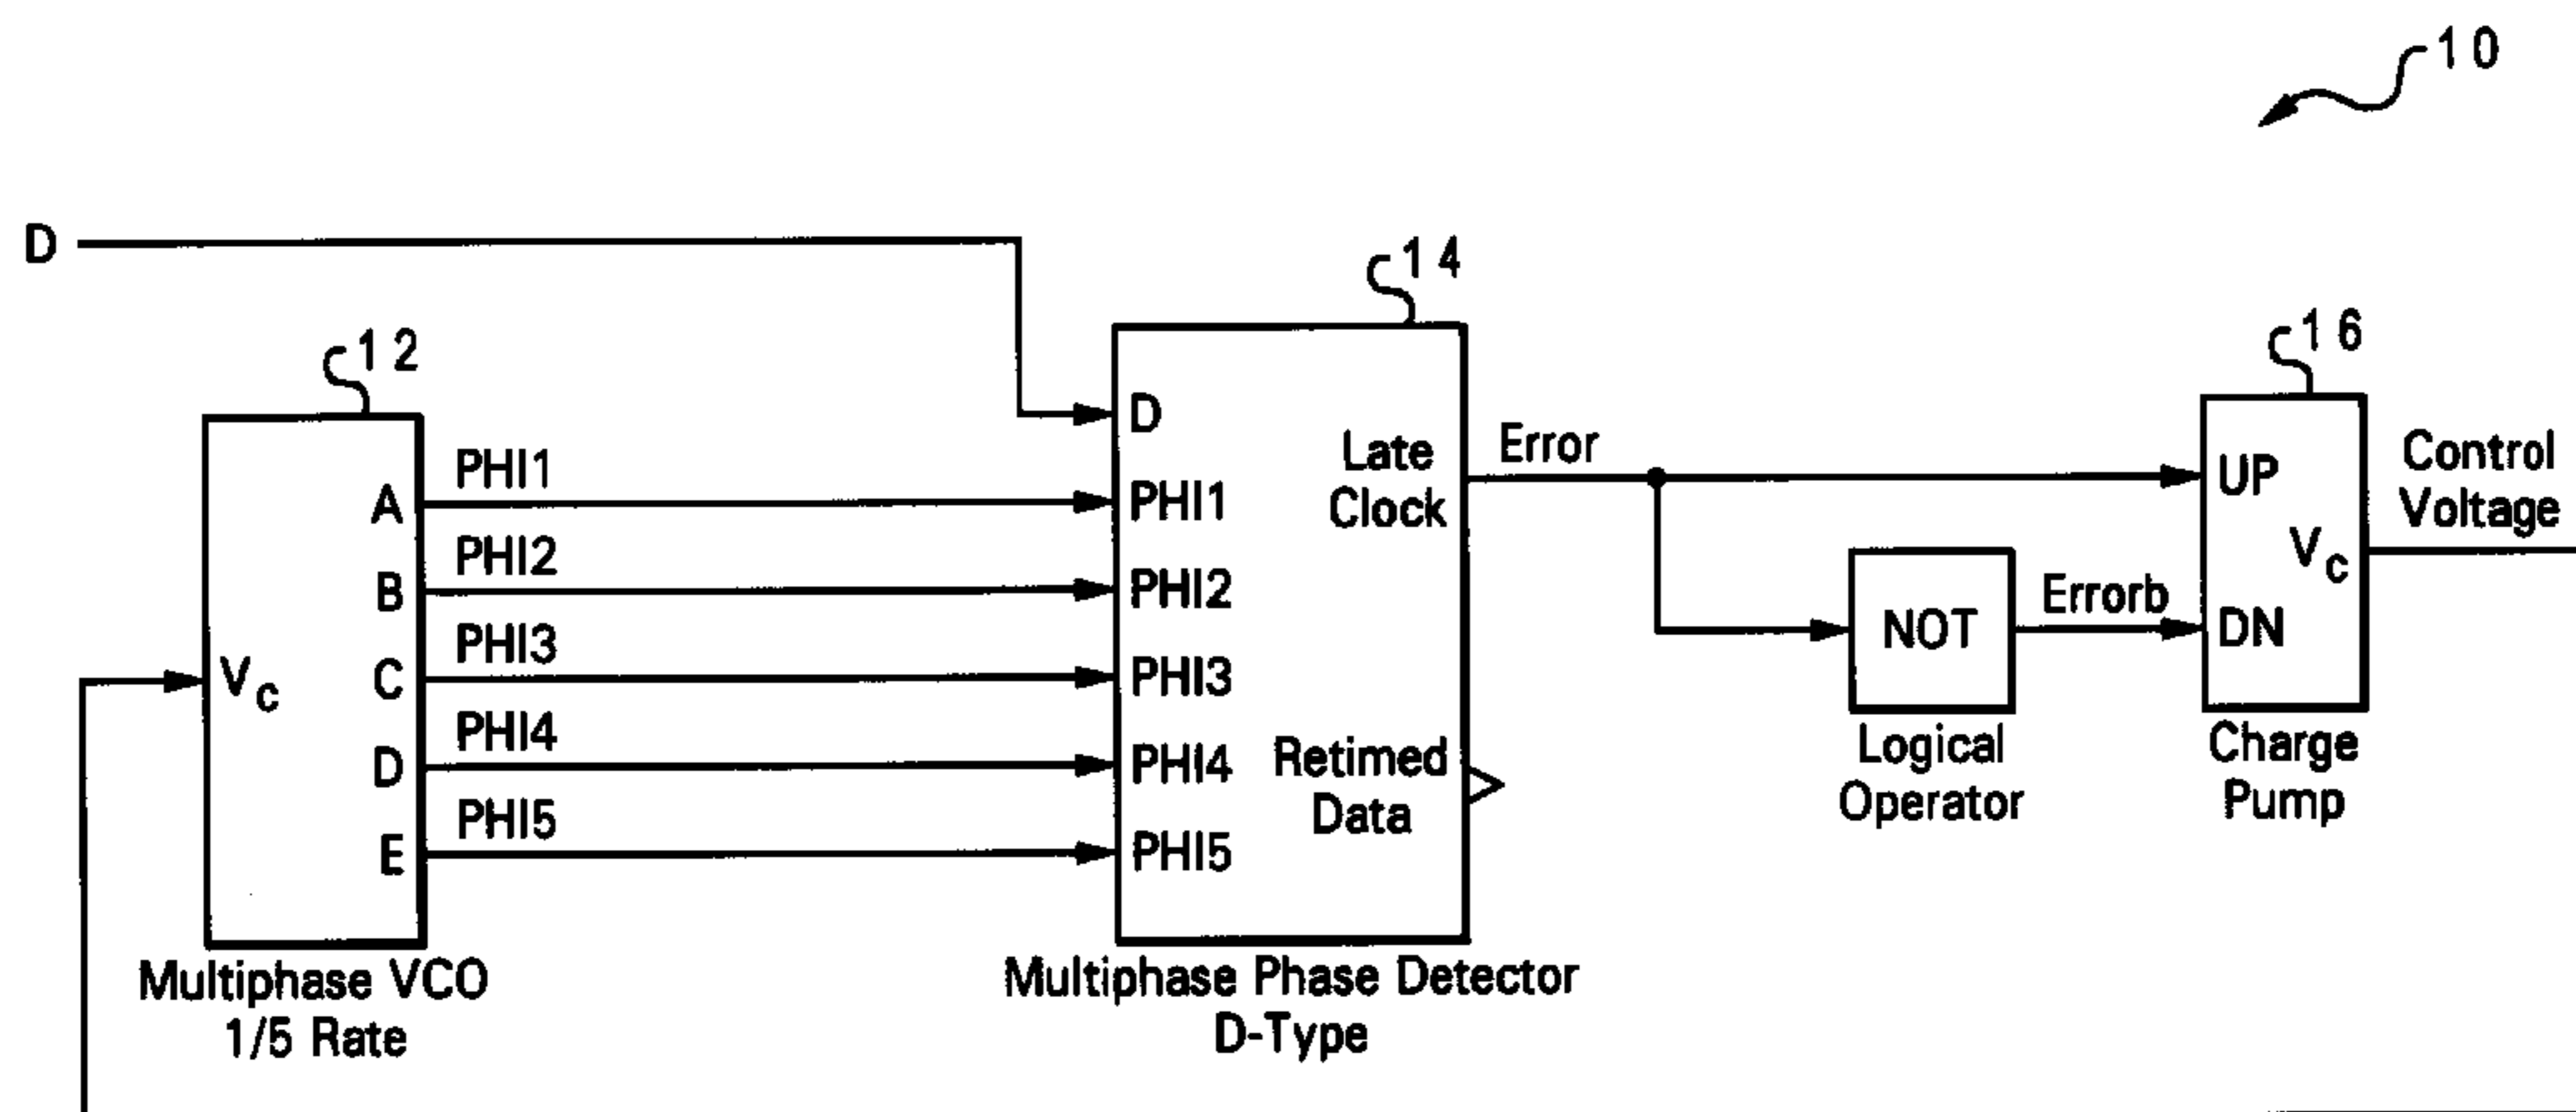 10
D
14
12
16
D
Late
Clock
Error
UP
Control
Voltage
A
PHI1
PHI1
B
PHI2
PHI2
Vc
NOT
Errorb
DN
Vc
C
PHI3
PHI3
D
PHI4
PHI4
Retimed
Data
Logical
Operator
Charge
Pump
E
PHI5
PHI5
Multiphase VCO
1/5 Rate
Multiphase Phase Detector
D-Type